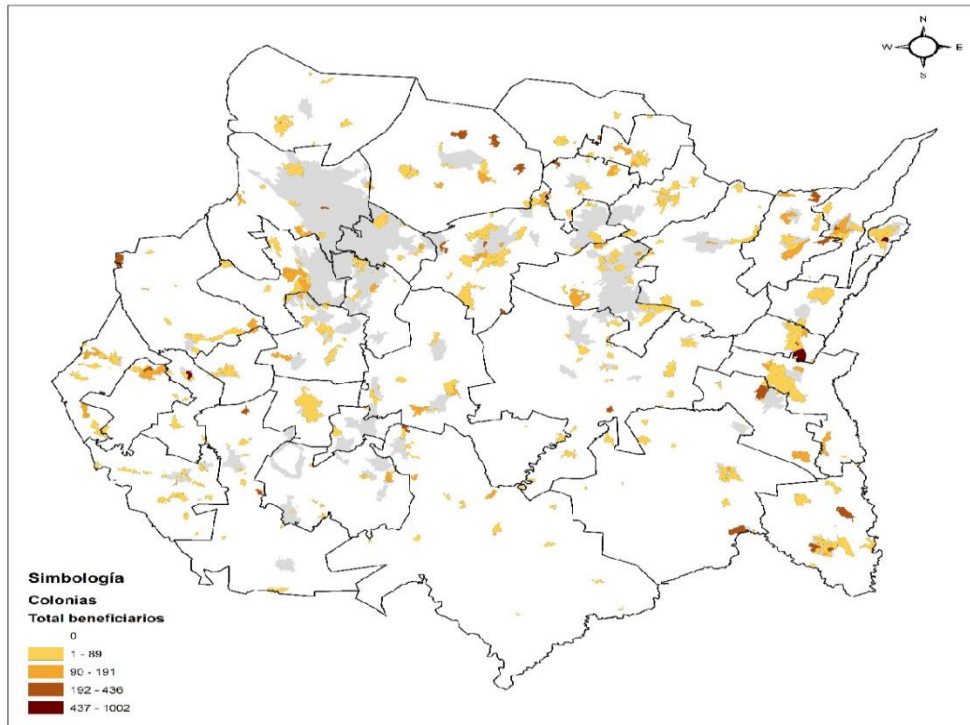 N
W E
S
Simbología
Colonias
Total beneficiarios
0
1 - 89
90 - 191
192 - 436
437 - 1002